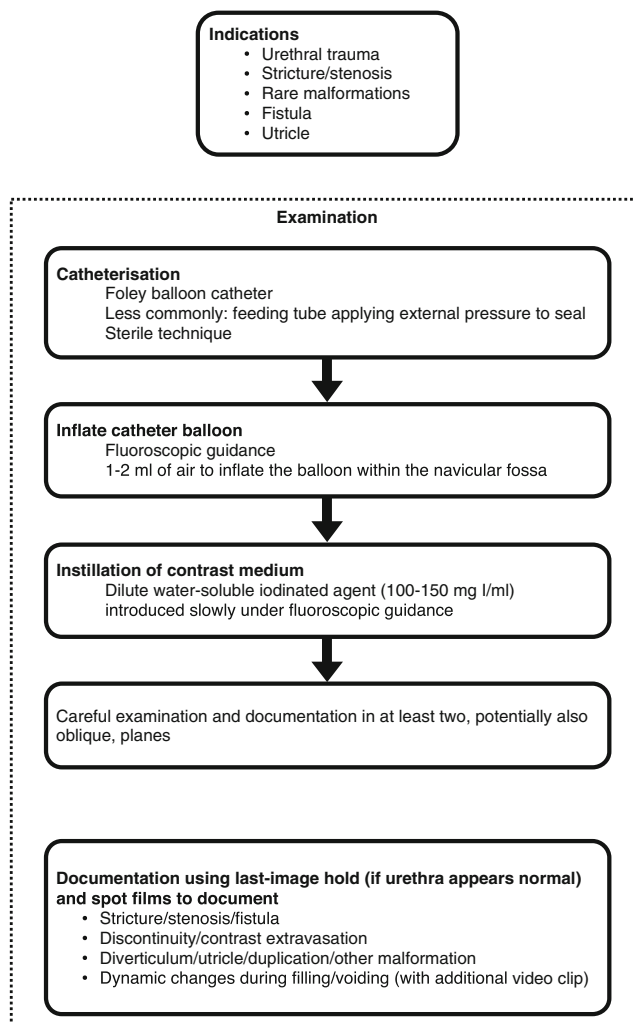 Indications
• Urethral trauma
• Stricture/stenosis
• Rare malformations
• Fistula
• Utricle
Examination
Catheterisation
Foley balloon catheter
Less commonly: feeding tube applying external pressure to seal
Sterile technique
Inflate catheter balloon
Fluoroscopic guidance
1-2 ml of air to inflate the balloon within the navicular fossa
Instillation of contrast medium
Dilute water-soluble iodinated agent (100-150 mg I/ml)
introduced slowly under fluoroscopic guidance
Careful examination and documentation in at least two, potentially also
oblique, planes
Documentation using last-image hold (if urethra appears normal)
and spot films to document
• Stricture/stenosis/fistula
• Discontinuity/contrast extravasation
• Diverticulum/utricle/duplication/other malformation
• Dynamic changes during filling/voiding (with additional video clip)